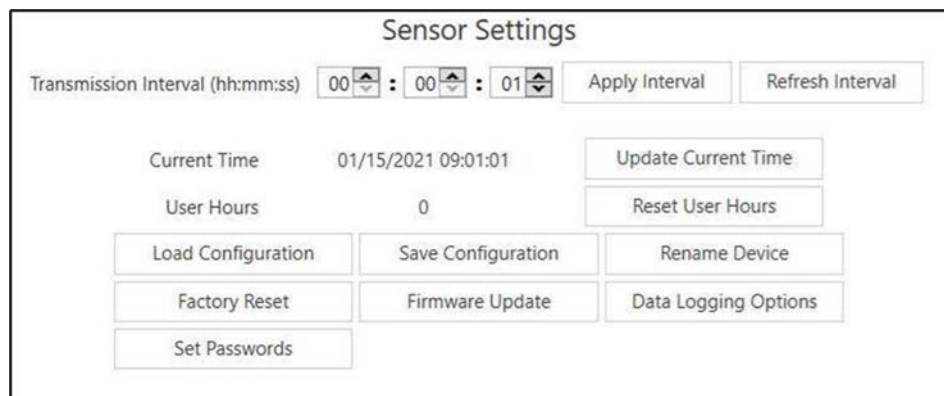 Sensor Settings
Transmission Interval (hh:mm:ss) 00 : 00 : 01 Apply Interval Refresh Interval
Current Time 01/15/2021 09:01:01 Update Current Time
User Hours 0 Reset User Hours
Load Configuration Save Configuration Rename Device
Factory Reset Firmware Update Data Logging Options
Set Passwords